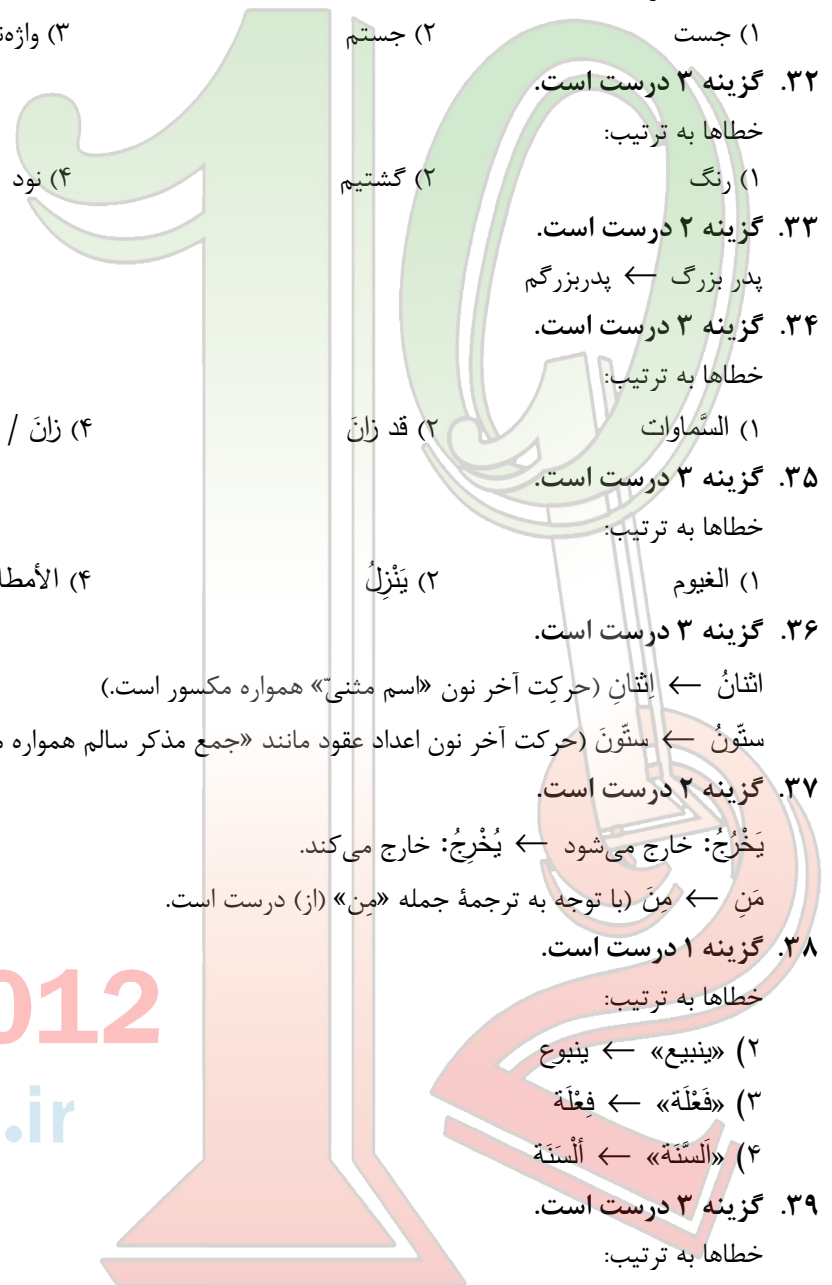 ۱) جست ۲) جستم ۳)
۳۲. گزینه ۳ درست است.
خطاها به ترتیب:
۱) رنگ ۲) گشتیم ۴) نود
۳۳. گزینه ۲ درست است.
پدر بزرگ ← پدربزرگم
۳۴. گزینه ۳ درست است.
خطاها به ترتیب:
۱) السَّماوات ۲) قد زانَ ۴) زانَ /
۳۵. گزینه ۳ درست است.
خطاها به ترتیب:
۱) الغیوم ۲) یَنْزِلُ ۴)
۳۶. گزینه ۳ درست است.
اثنانُ ← اِثنانِ (حرکِت آخر نون «اسم مثنیّ» همواره مکسور است.)
ستّونُ ← ستّونَ (حرکت آخر نون اعداد عقود مانند «جمع مذکر سالم همواره
۳۷. گزینه ۲ درست است.
یَخْرُجُ: خارج می‌شود ← یُخْرِجُ: خارج می‌کند.
مَنِ ← مِنَ (با توجه به ترجمۀ جمله «مِن» (از) درست است.
۳۸. گزینه ۱ درست است.
خطاها به ترتیب:
۲) «ینبیع» ← ینبوع
۳) «فَعْلَة» ← فِعْلَة
۴) «اَلسَّنَة» ← ألْسَنَة
۳۹. گزینه ۳ درست است.
خطاها به ترتیب:
012
.ir